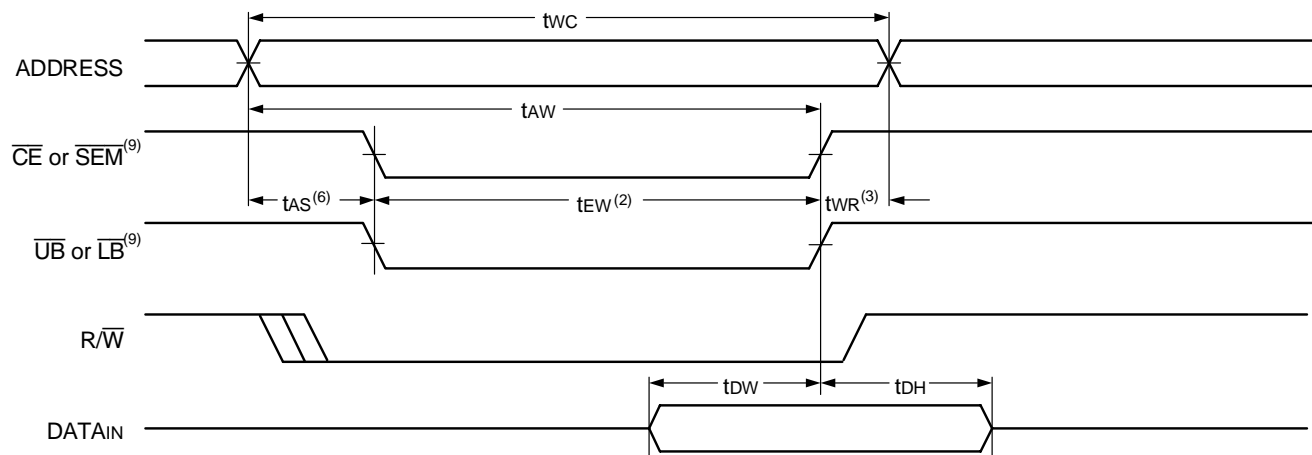 tWC
ADDRESS
tAW
CE or SEM(9)
tAS(6) tEW(2) tWR(3)
UB or LB(9)
R/W
tDW tDH
DATAIN